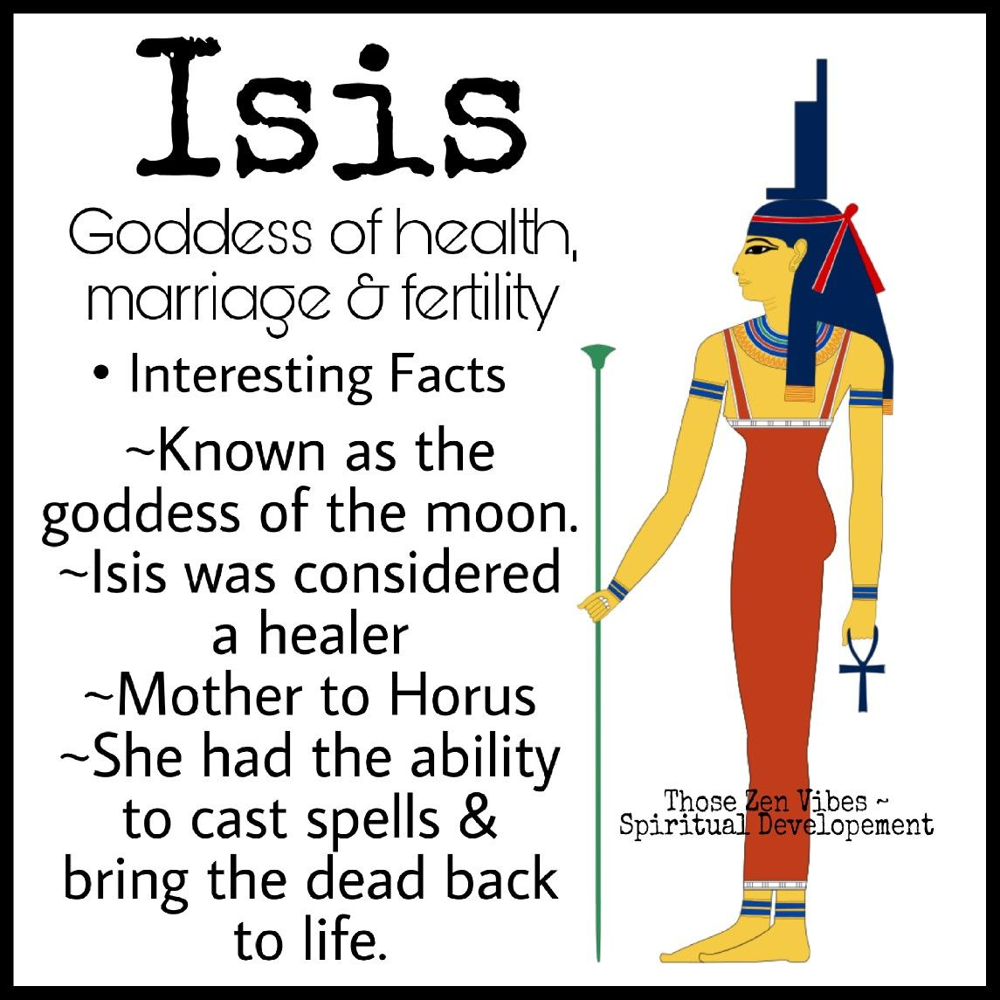 Isis
Goddess of health,
marriage & fertility
• Interesting Facts
~Known as the
goddess of the moon.
~Isis was considered
a healer
~Mother to Horus
~She had the ability
to cast spells &
bring the dead back
to life.
Those Zen Vibes ~
Spiritual Developement